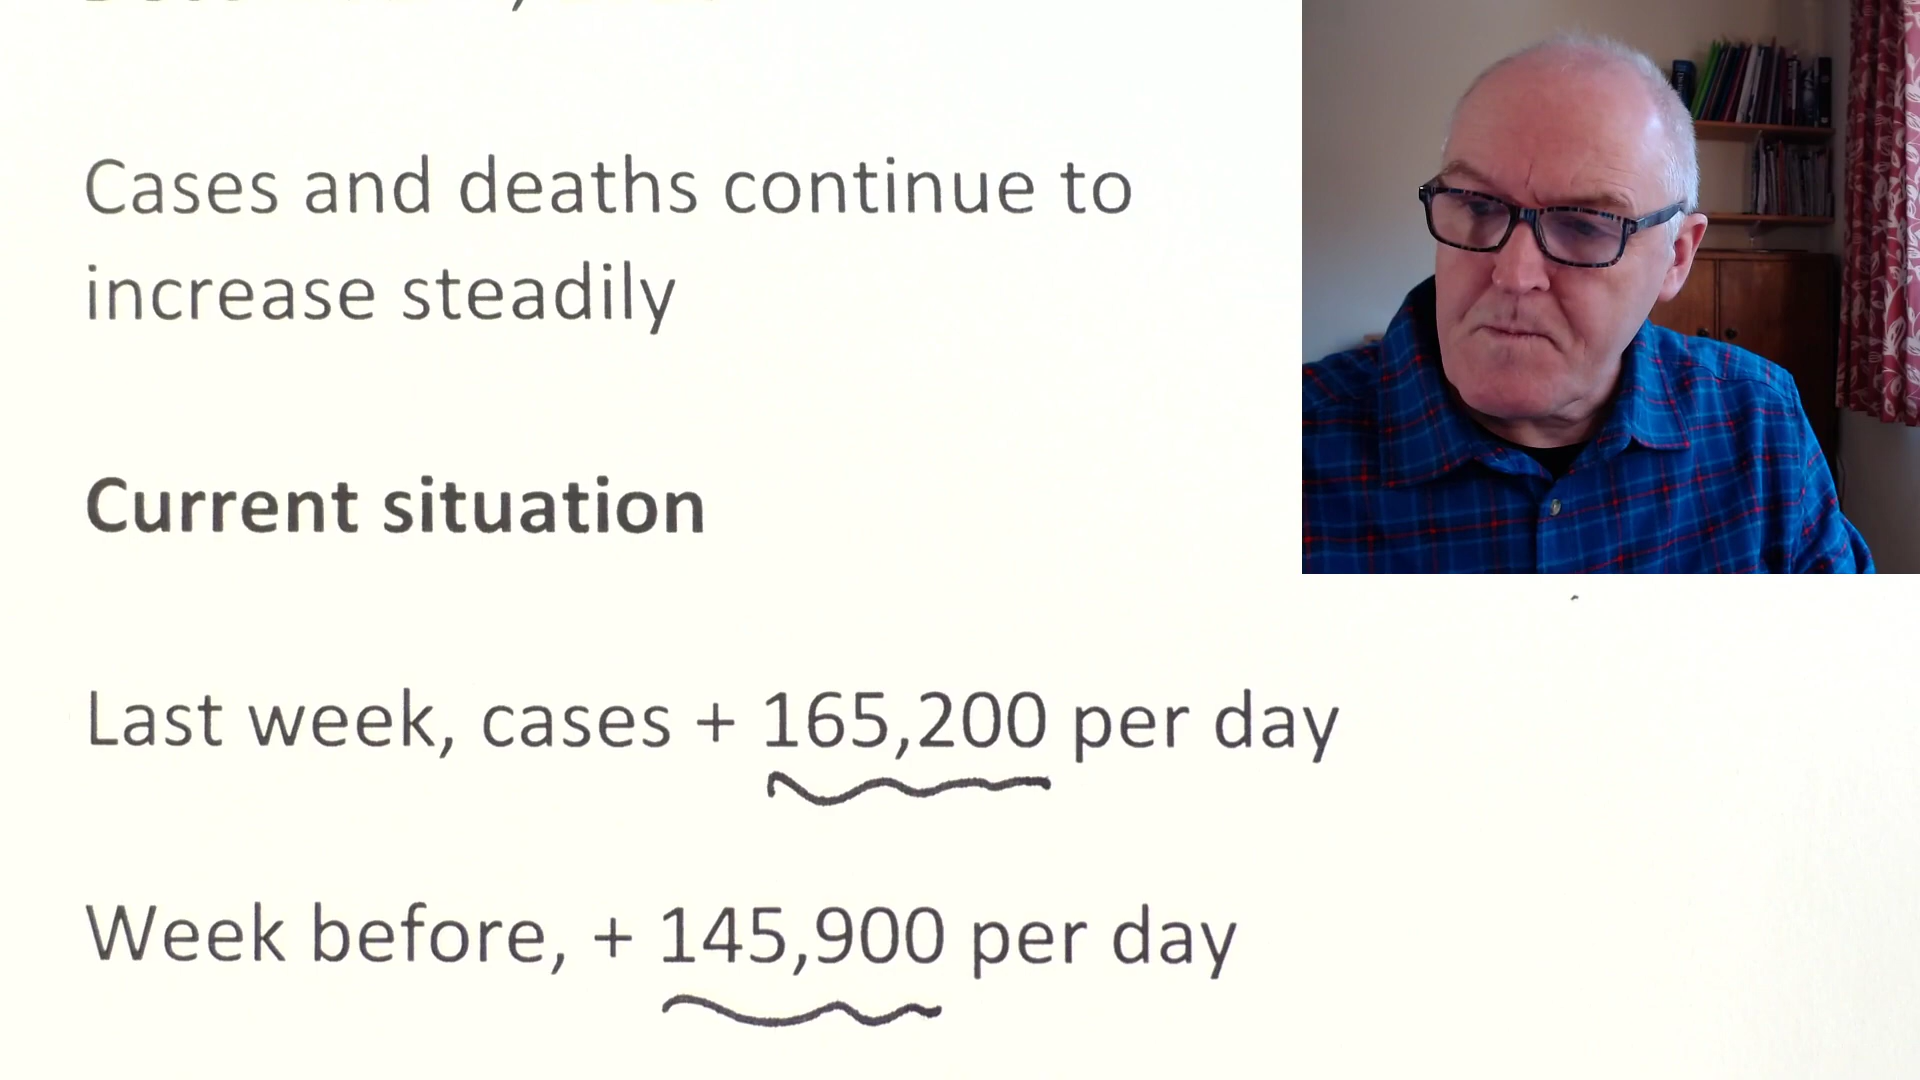 Cases and deaths continue to
increase steadily
Current situation
Last week, cases + 165,200 per day
Week before, + 145,900 per day